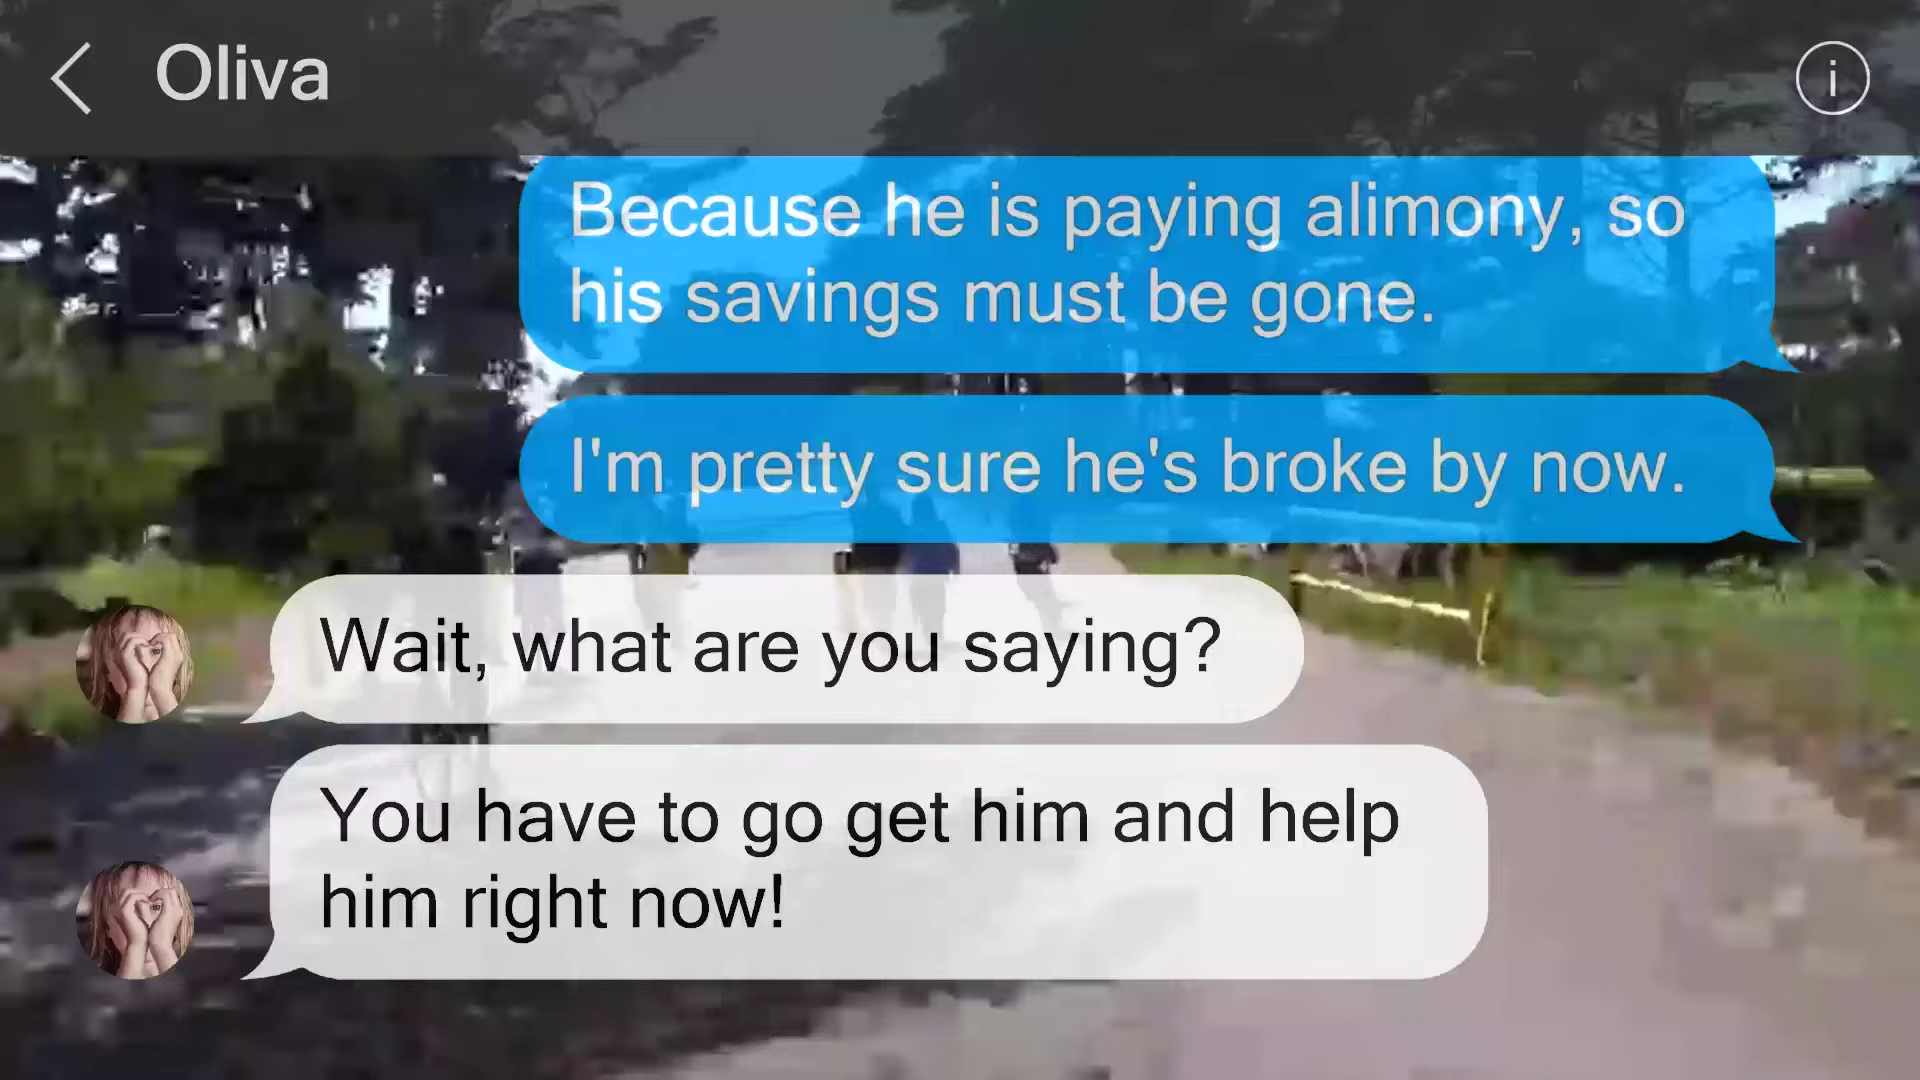 Oliva
Because he is paying alimony, so
his savings must be gone.
I'm pretty sure he's broke by now.
Wait, what are you saying?
You have to go get him and help
him right now!